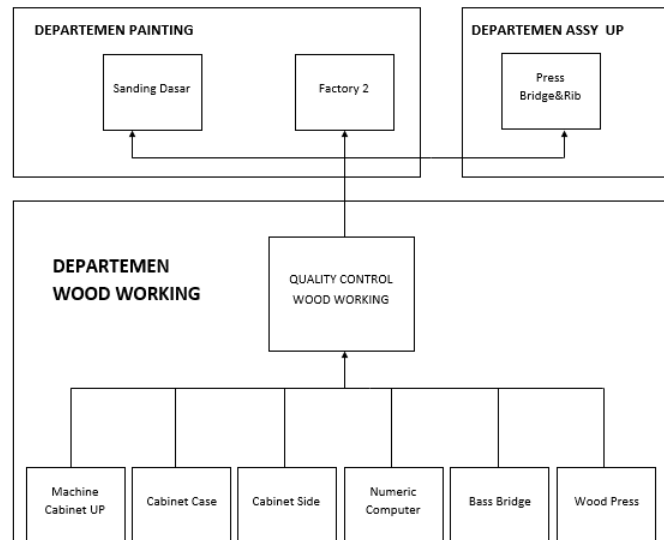 DEPARTEMEN PAINTING
DEPARTEMEN ASSY UP
Sanding Dasar
Factory 2
Press
Bridge&Rib
DEPARTEMEN
WOOD WORKING
QUALITY CONTROL
WOOD WORKING
Machine
Cabinet UP
Cabinet Case
Cabinet Side
Numeric
Computer
Bass Bridge
Wood Press